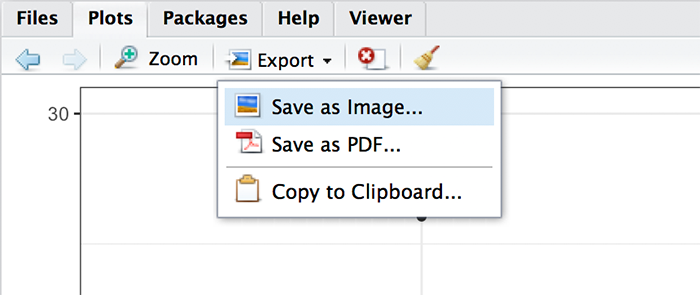 Files Plots Packages Help Viewer
Zoom Export
Save as Image...
30
Save as PDF...
Copy to Clipboard...